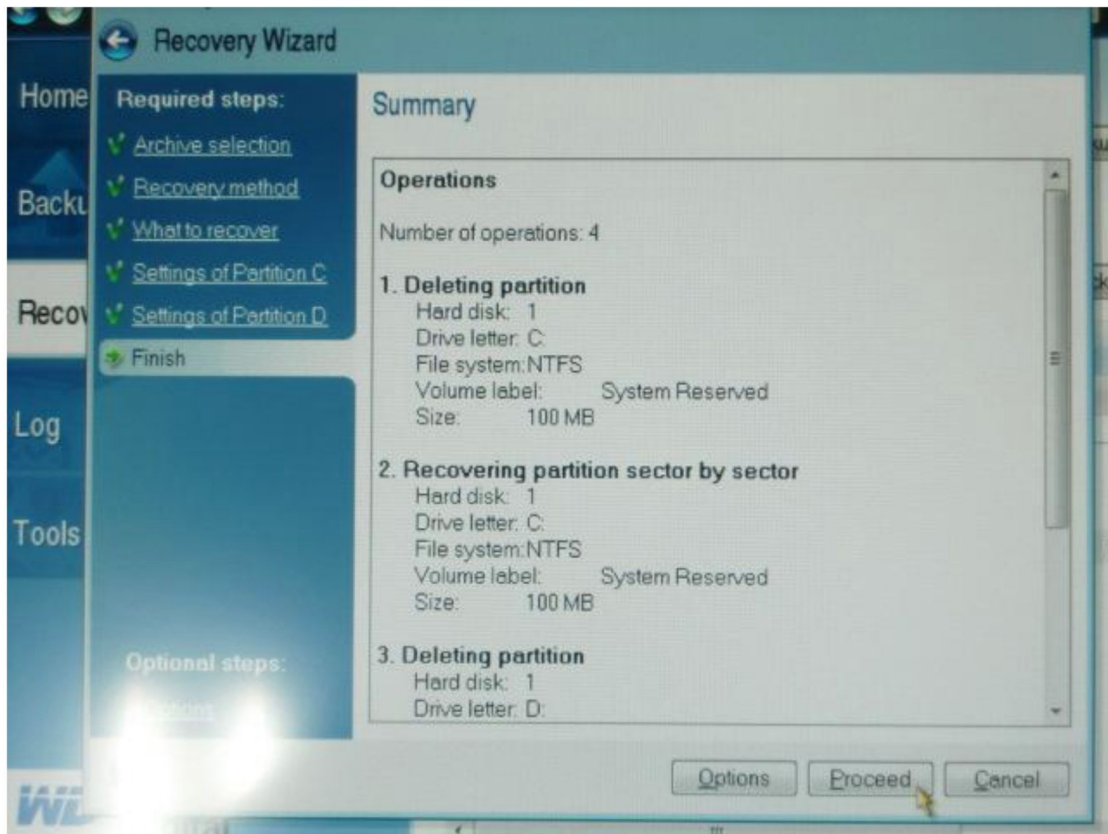 Recovery Wizard
Home
Required steps:
Archive selection
Recovery method
What to recover
Settings of Partition C
Settings of Partition D
Finish
Log
Tools
Optional steps:
Summary
Operations
Number of operations: 4
1. Deleting partition
Hard disk: 1
Drive letter: C:
File system: NTFS
Volume label: System Reserved
Size: 100 MB
2. Recovering partition sector by sector
Hard disk: 1
Drive letter: C:
File system: NTFS
Volume label: System Reserved
Size: 100 MB
3. Deleting partition
Hard disk: 1
Drive letter: D:
Options Proceed Cancel